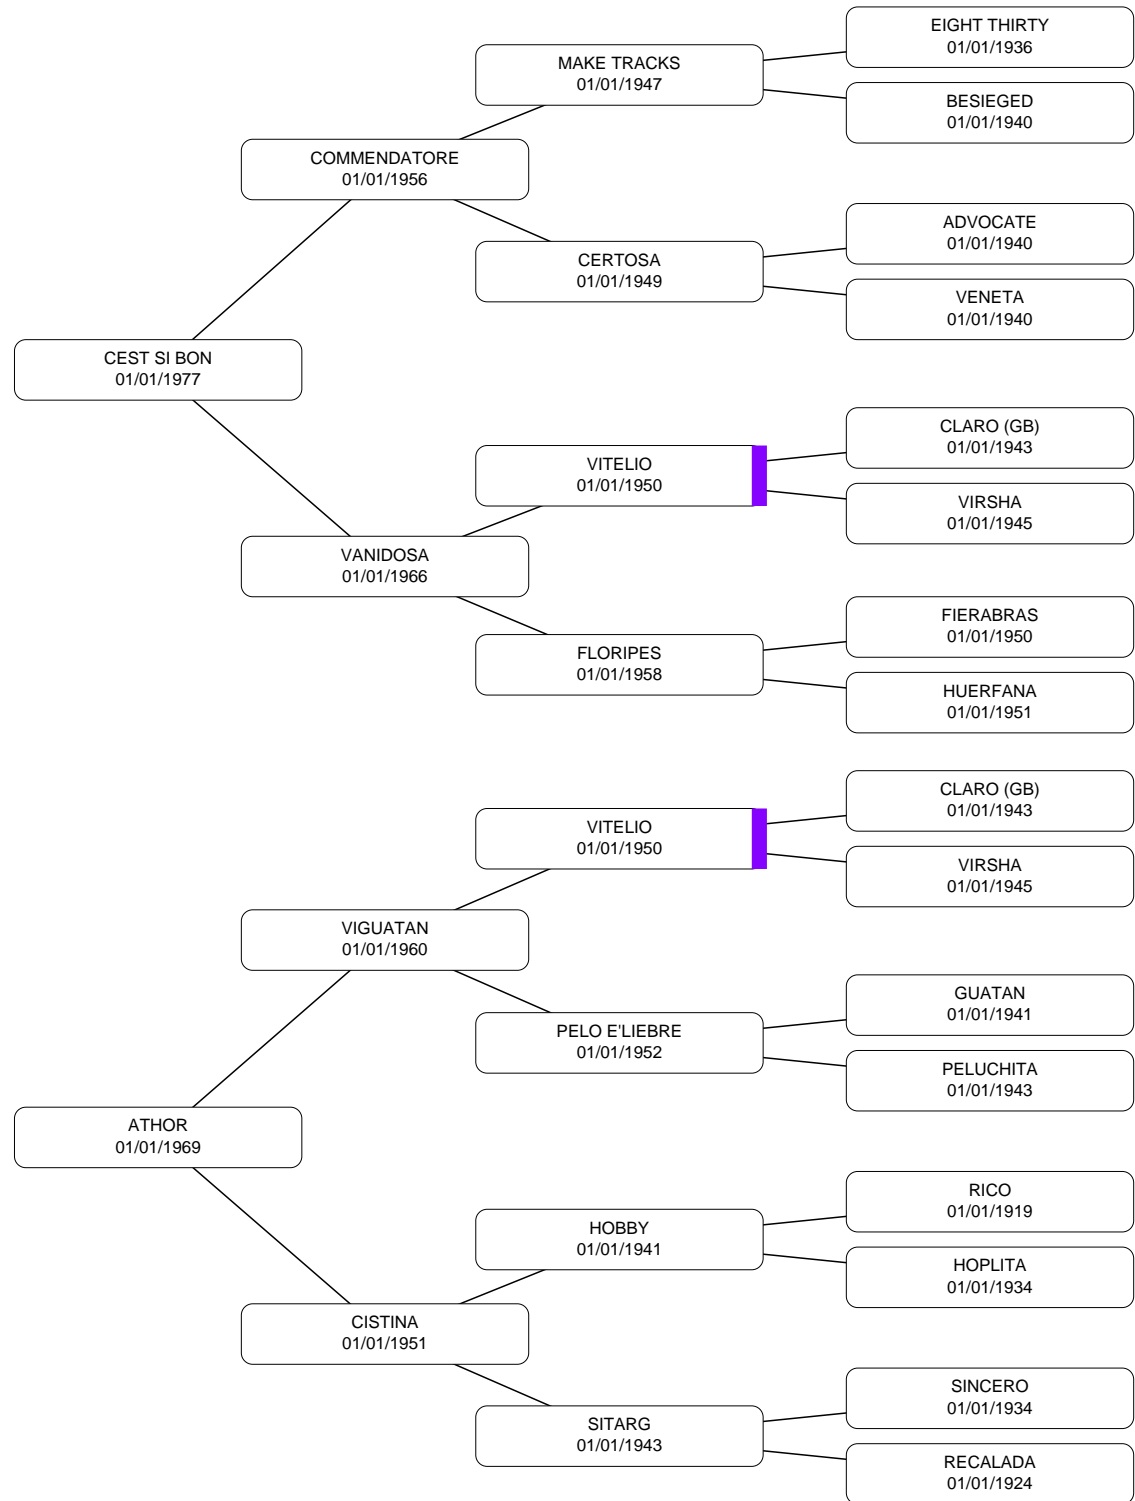 EIGHT THIRTY
01/01/1936
MAKE TRACKS
01/01/1947
BESIEGED
01/01/1940
COMMENDATORE
01/01/1956
ADVOCATE
01/01/1940
CERTOSA
01/01/1949
VENETA
01/01/1940
CEST SI BON
01/01/1977
CLARO (GB)
01/01/1943
VITELIO
01/01/1950
VIRSHA
01/01/1945
VANIDOSA
01/01/1966
FIERABRAS
01/01/1950
FLORIPES
01/01/1958
HUERFANA
01/01/1951
CLARO (GB)
01/01/1943
VITELIO
01/01/1950
VIRSHA
01/01/1945
VIGUATAN
01/01/1960
GUATAN
01/01/1941
PELO E'LIEBRE
01/01/1952
PELUCHITA
01/01/1943
ATHOR
01/01/1969
RICO
01/01/1919
HOBBY
01/01/1941
HOPLITA
01/01/1934
CISTINA
01/01/1951
SINCERO
01/01/1934
SITARG
01/01/1943
RECALADA
01/01/1924